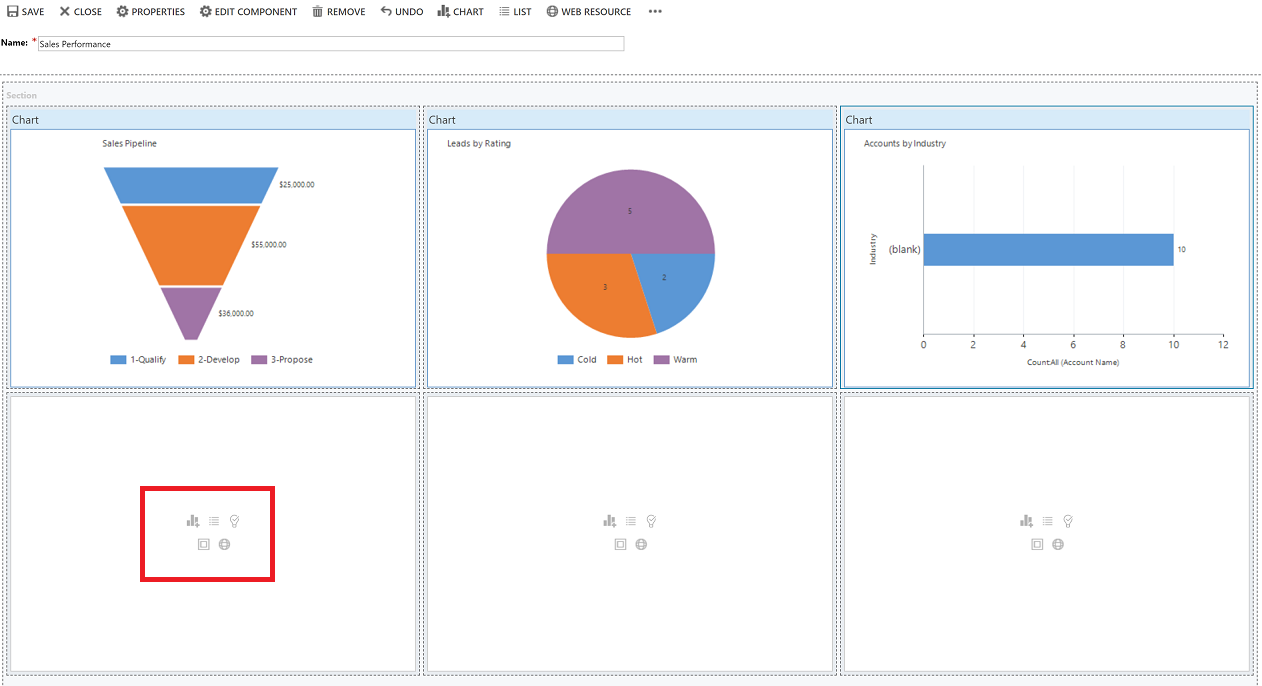 SAVE CLOSE PROPERTIES EDIT COMPONENT REMOVE UNDO CHART LIST WEB RESOURCE •••
Name: * Sales Performance
Section
Chart
Sales Pipeline
$25,000.00
$55,000.00
$36,000.00
1-Qualify 2-Develop 3-Propose
Chart
Leads by Rating
5
2
3
Cold Hot Warm
Chart
Accounts by Industry
Industry
(blank)
10
0 2 4 6 8 10 12
Count:All (Account Name)